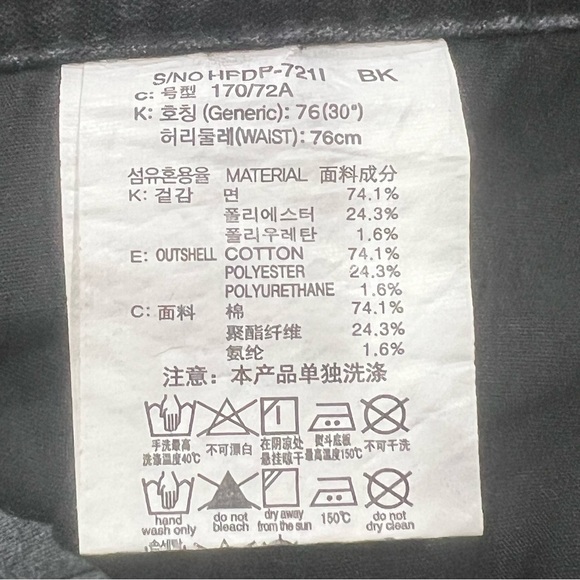 S/NO HFDP-721I BK
C: 号型 170/72A
K: 호칭 (Generic): 76(30°)
허리둘레(WAIST): 76cm
섬유혼용율 MATERIAL 面料成分
K: 겉감 면 74.1%
폴리에스터 24.3%
폴리우레탄 1.6%
E: OUTSHELL COTTON 74.1%
POLYESTER 24.3%
POLYURETHANE 1.6%
C: 面料 棉 74.1%
聚酯纤维 24.3%
氨纶 1.6%
注意：本产品单独洗涤
手洗最高 不可漂白 在阴凉处 熨斗底板 不可干洗
洗涤温度40℃ 悬挂晾干 最高温度150℃
hand do not dry away 150℃ do not
wash only bleach from the sun dry clean
손세탁